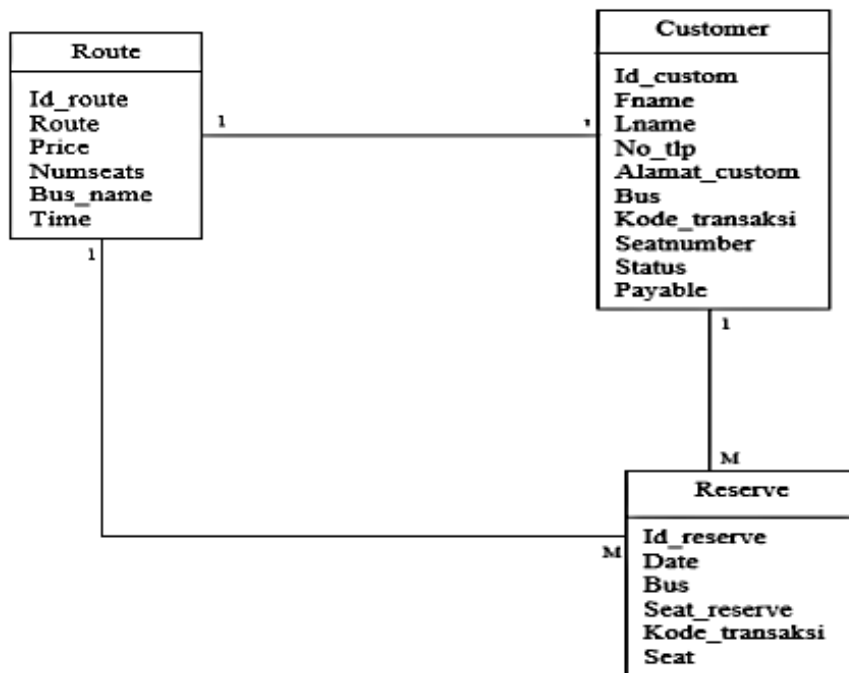 Route
Id_route
Route
Price
Numseats
Bus_name
Time
1
1
Customer
Id_custom
Fname
Lname
No_tlp
Alamat_custom
Bus
Kode_transaksi
Seatnumber
Status
Payable
1
M
M
Reserve
Id_reserve
Date
Bus
Seat_reserve
Kode_transaksi
Seat